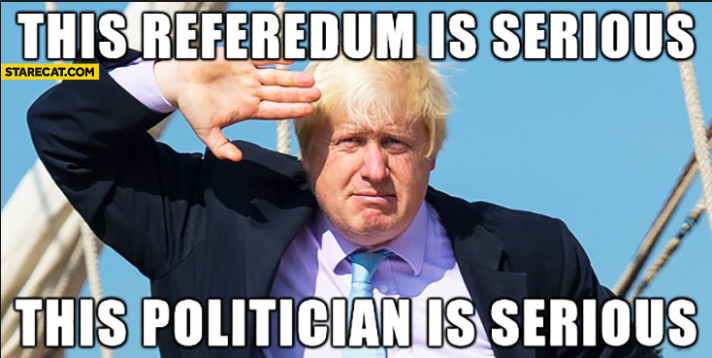 THIS REFEREDUM IS SERIOUS
STARECAT.COM
THIS POLITICIAN IS SERIOUS